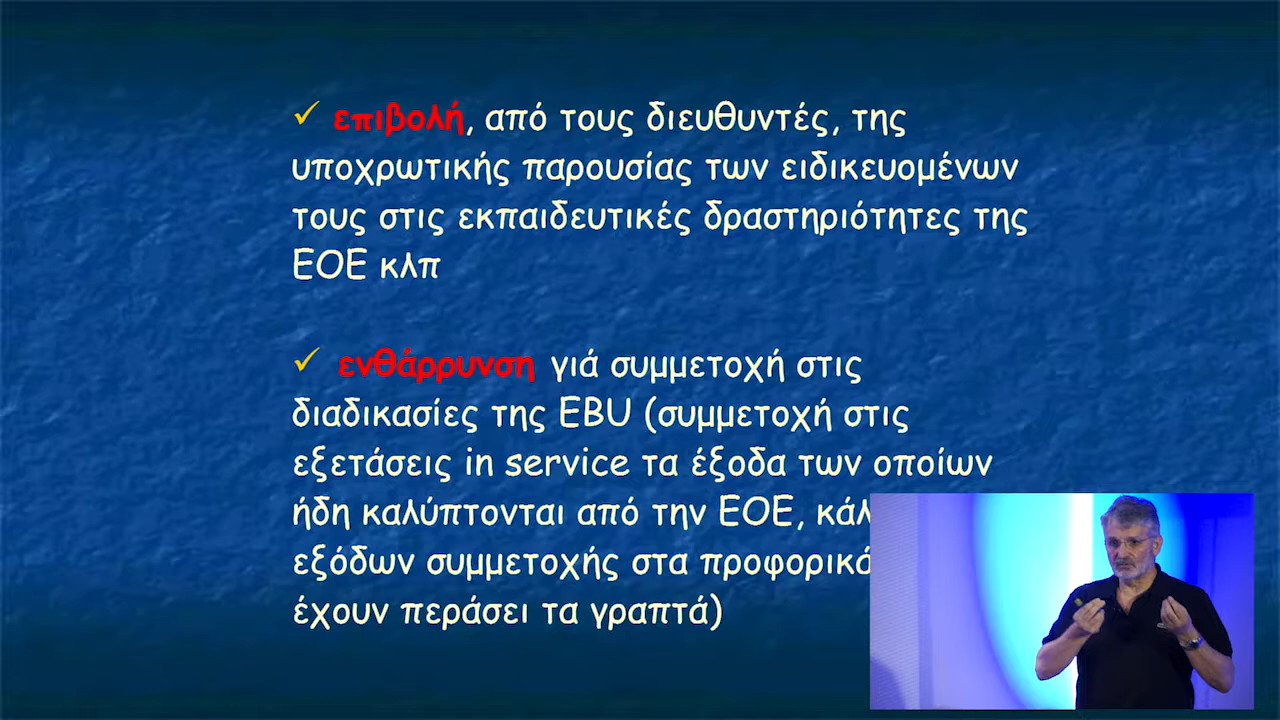 ✓ επιβολή, από τους διευθυντές, της
υποχρωτικής παρουσίας των ειδικευομένων
τους στις εκπαιδευτικές δραστηριότητες της
ΕΟΕ κλπ
✓ ενθάρρυνση γιά συμμετοχή στις
διαδικασίες της EBU (συμμετοχή στις
εξετάσεις in service τα έξοδα των οποίων
ήδη καλύπτονται από την ΕΟΕ,
εξόδων συμμετοχής στα προφορικά
έχουν περάσει τα γραπτά)